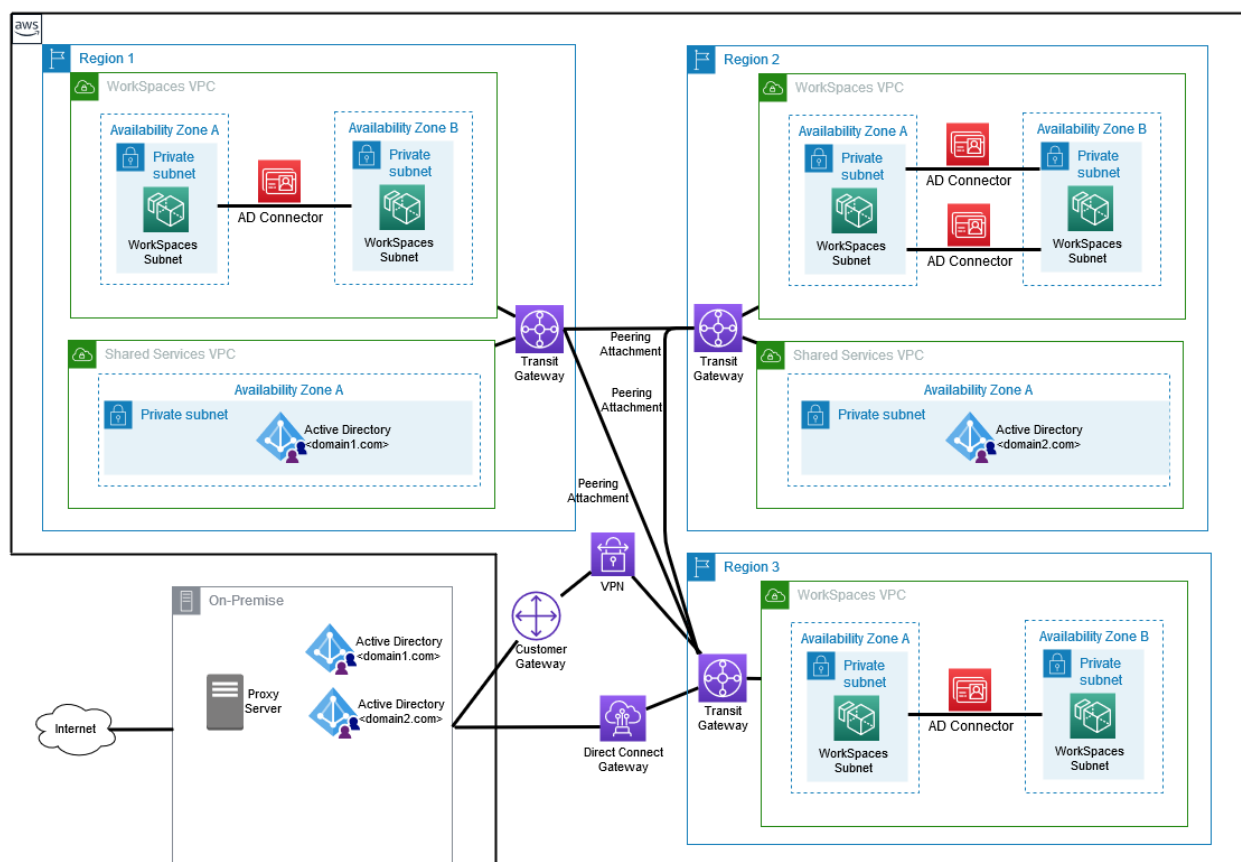 aws
Region 1
WorkSpaces VPC
Availability Zone A
Private
subnet
WorkSpaces
Subnet
AD Connector
Availability Zone B
Private
subnet
WorkSpaces
Subnet
Transit
Gateway
Shared Services VPC
Availability Zone A
Private subnet
Active Directory
<domain1.com>
Region 2
WorkSpaces VPC
Availability Zone A
Private
subnet
WorkSpaces
Subnet
AD Connector
AD Connector
Availability Zone B
Private
subnet
WorkSpaces
Subnet
Transit
Gateway
Shared Services VPC
Availability Zone A
Private subnet
Active Directory
<domain2.com>
Peering
Attachment
Peering
Attachment
Peering
Attachment
On-Premise
Internet
Proxy
Server
Active Directory
<domain1.com>
Active Directory
<domain2.com>
VPN
Customer
Gateway
Direct Connect
Gateway
Region 3
Transit
Gateway
WorkSpaces VPC
Availability Zone A
Private
subnet
WorkSpaces
Subnet
AD Connector
Availability Zone B
Private
subnet
WorkSpaces
Subnet